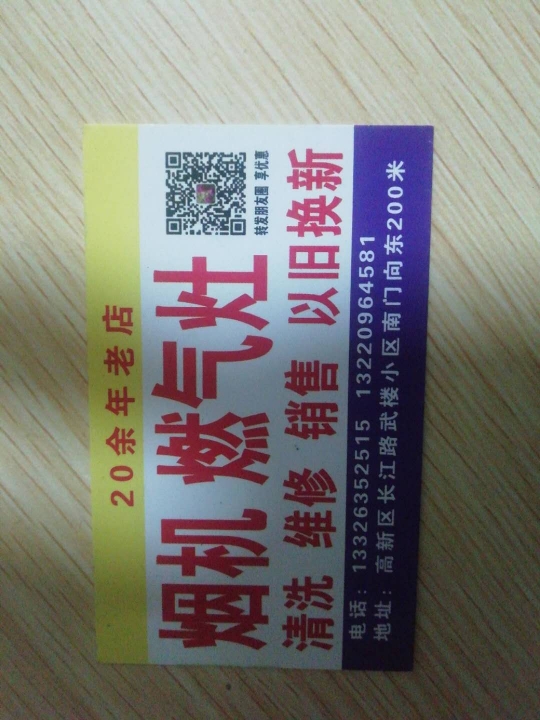 20余年老店
烟机 燃气灶
转发朋友圈 享优惠
清洗 维修 销售 以旧换新
电话：13326352515 13220964581
地址：高新区长江路武楼小区南门向东200米